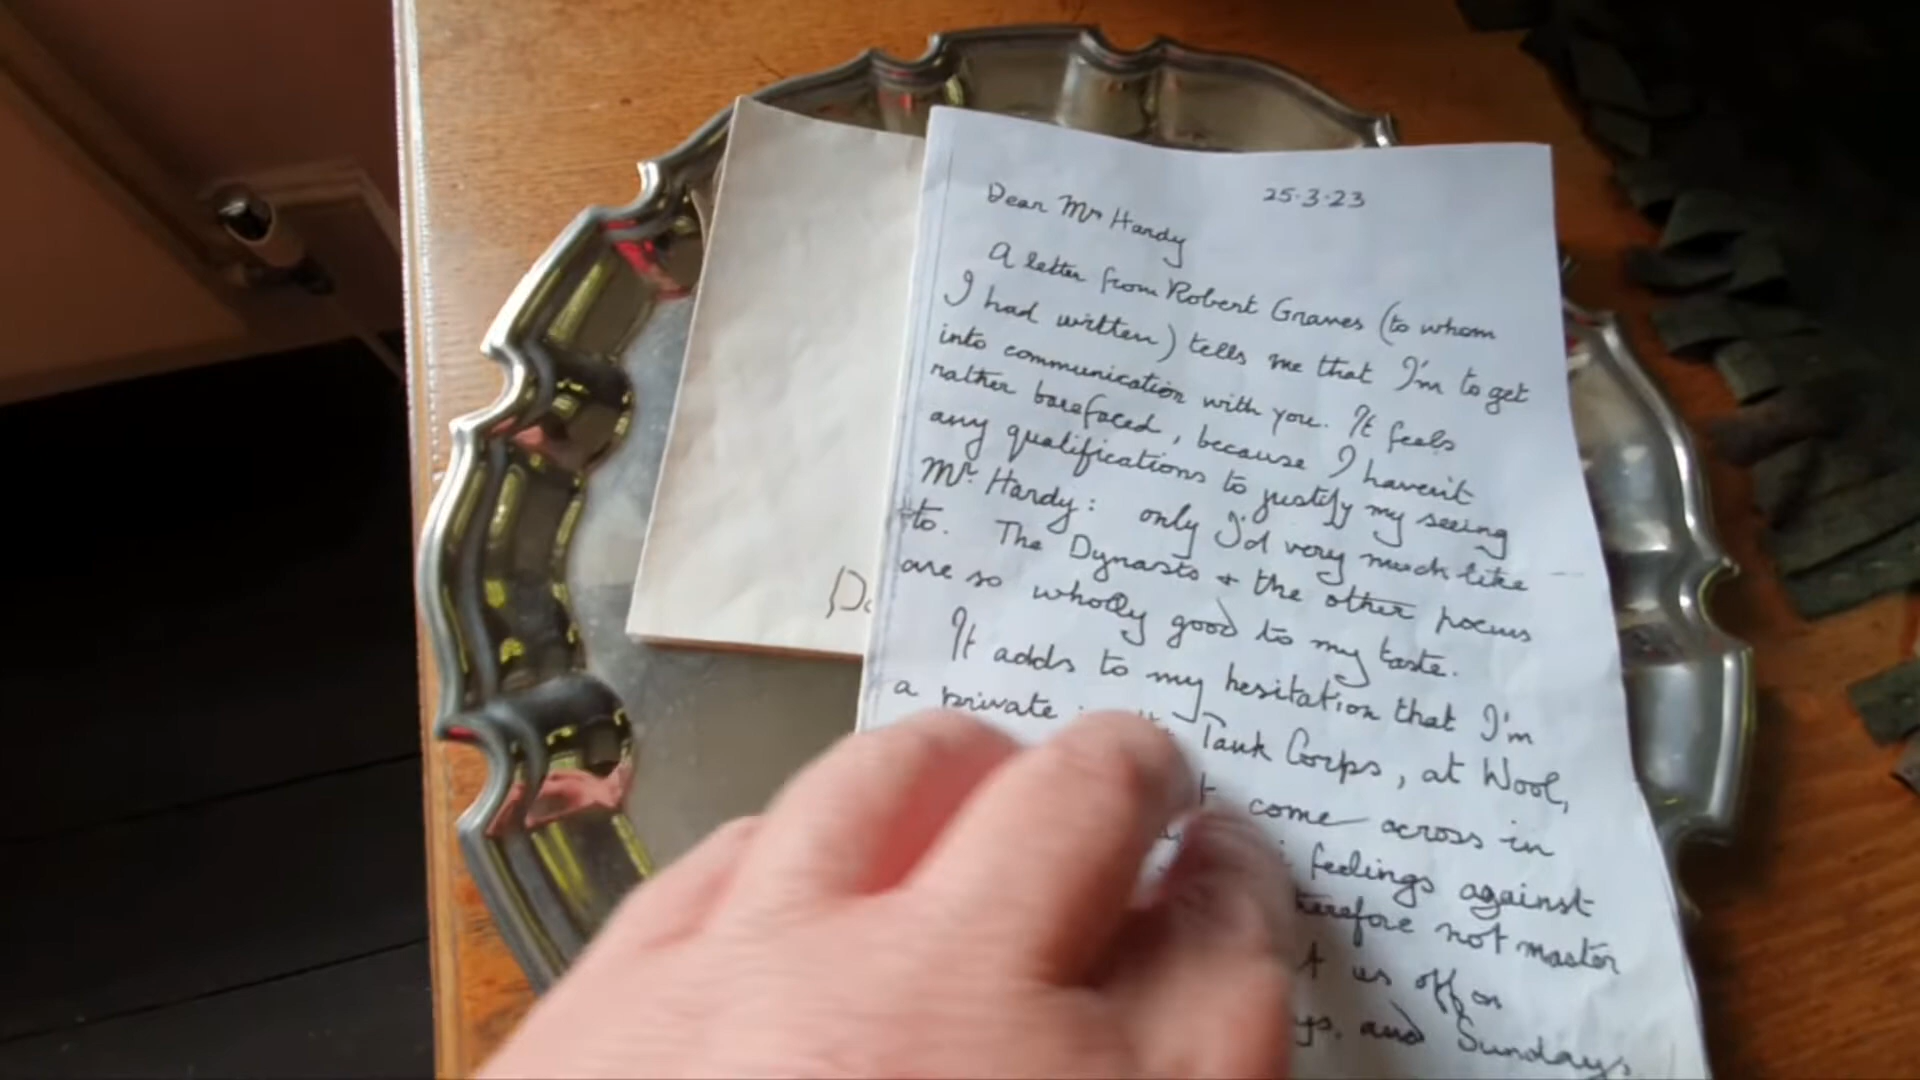 25.3.23
Dear Mrs Hardy
A letter from Robert Graves (to whom
I had written) tells me that I'm to get
into communication with you. It feels
rather barefaced, because I haven't
any qualifications to justify my seeing
Mr. Hardy: only I'd very much like
to. The Dynasts & the other poems
are so wholly good to my taste.
It adds to my hesitation that I'm
a private Tank Corps, at Wool,
come across in
feelings against
therefore not master
us off on
and Sundays